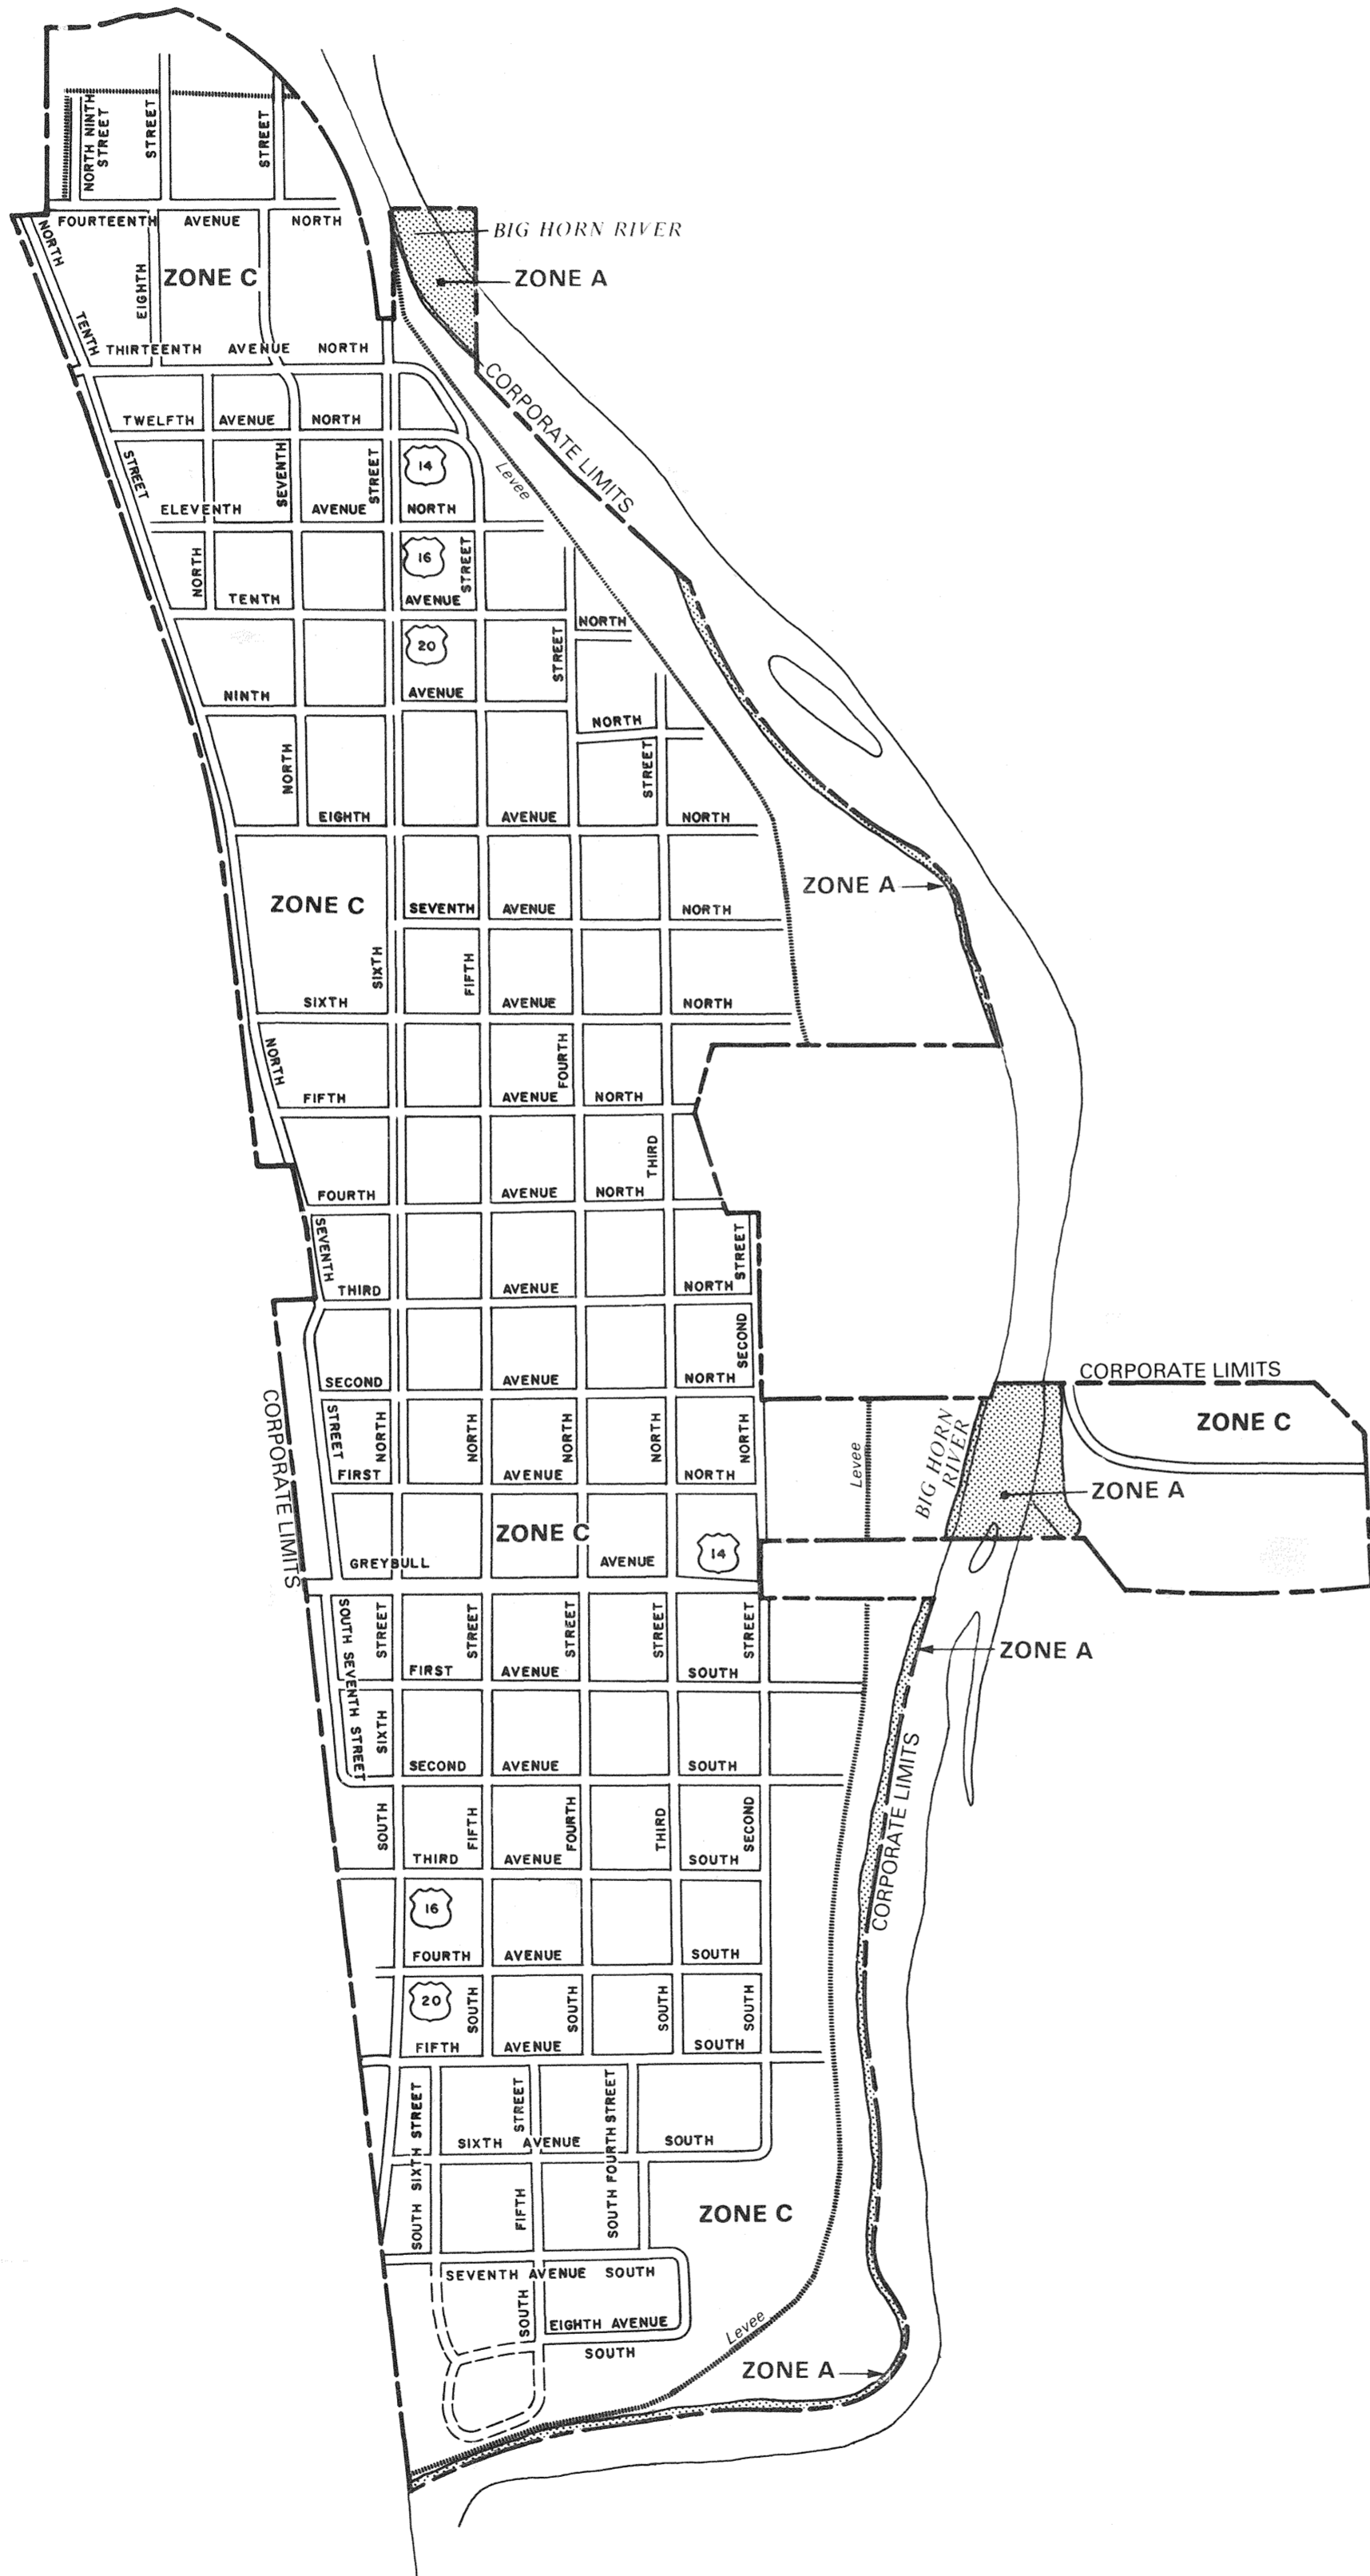 NORTH NINTH
STREET
STREET
STREET
FOURTEENTH AVENUE NORTH
BIG HORN RIVER
NORTH
EIGHTH
ZONE C
ZONE A
TENTH
THIRTEENTH AVENUE NORTH
CORPORATE LIMITS
TWELFTH AVENUE NORTH
STREET
SEVENTH
STREET
14
Levee
ELEVENTH AVENUE NORTH
16
NORTH
STREET
TENTH AVENUE
NORTH
20
STREET
NINTH AVENUE
NORTH
NORTH
STREET
EIGHTH AVENUE NORTH
ZONE A
ZONE C
SEVENTH AVENUE NORTH
SIXTH
FIFTH
SIXTH AVENUE NORTH
NORTH
FOURTH
FIFTH AVENUE NORTH
THIRD
FOURTH AVENUE NORTH
SEVENTH
STREET
THIRD AVENUE NORTH
SECOND
CORPORATE LIMITS
SECOND AVENUE NORTH
CORPORATE LIMITS
STREET
NORTH
NORTH
NORTH
NORTH
NORTH
Levee
BIG HORN
RIVER
ZONE C
FIRST AVENUE NORTH
ZONE A
ZONE C
14
GREYBULL AVENUE
SOUTH SEVENTH STREET
STREET
STREET
STREET
STREET
STREET
ZONE A
FIRST AVENUE SOUTH
SIXTH
SECOND AVENUE SOUTH
CORPORATE LIMITS
SOUTH
FIFTH
FOURTH
THIRD
SECOND
THIRD AVENUE SOUTH
16
FOURTH AVENUE SOUTH
20
SOUTH
SOUTH
SOUTH
SOUTH
FIFTH AVENUE SOUTH
SOUTH SIXTH STREET
STREET
SOUTH FOURTH STREET
SIXTH AVENUE SOUTH
FIFTH
ZONE C
SEVENTH AVENUE SOUTH
SOUTH
EIGHTH AVENUE
SOUTH
Levee
ZONE A